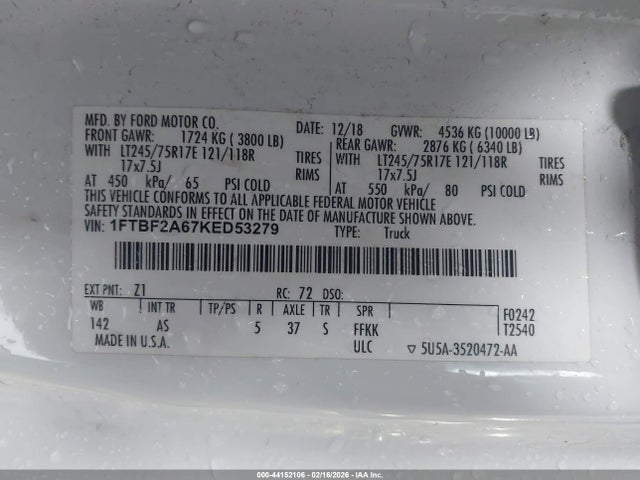 MFD. BY FORD MOTOR CO. DATE: 12/18 GVWR: 4536 KG (10000 LB)
FRONT GAWR: 1724 KG ( 3800 LB) REAR GAWR: 2876 KG ( 6340 LB)
WITH LT245/75R17E 121/118R TIRES WITH LT245/75R17E 121/118R TIRES
17x7.5J RIMS 17x7.5J RIMS
AT 450 kPa/ 65 PSI COLD AT 550 kPa/ 80 PSI COLD
THIS VEHICLE CONFORMS TO ALL APPLICABLE FEDERAL MOTOR VEHICLE
SAFETY STANDARDS IN EFFECT ON THE DATE OF MANUFACTURE SHOWN ABOVE.
VIN: 1FTBF2A67KED53279 TYPE: Truck
EXT PNT: Z1 RC: 72 DSO:
WB INT TR TP/PS R AXLE TR SPR F0242
142 AS 5 37 S FFKK T2540
MADE IN U.S.A. ULC ▽ 5U5A-3520472-AA
000-44152106 - 02/16/2026 - IAA Inc.